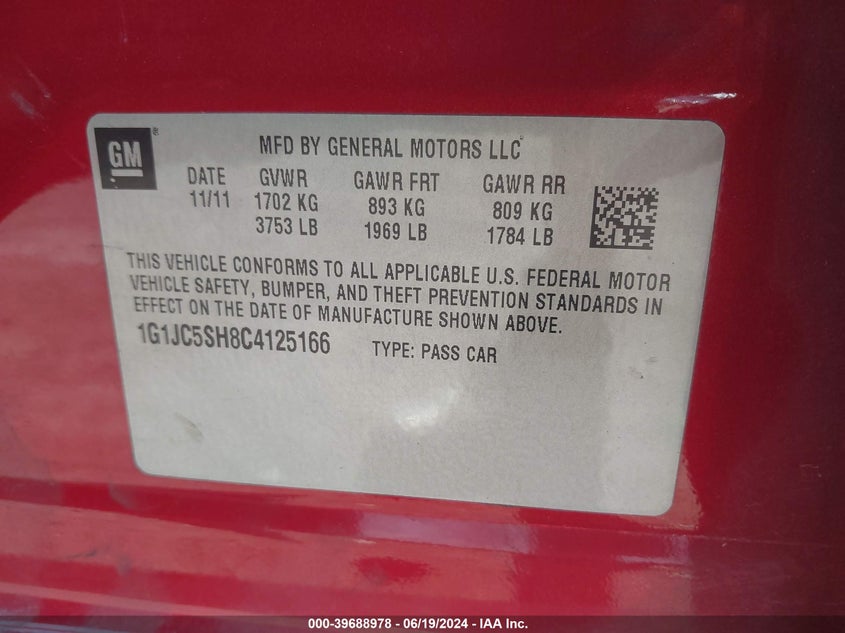 GM®
MFD BY GENERAL MOTORS LLC
DATE GVWR GAWR FRT GAWR RR
11/11 1702 KG 893 KG 809 KG
3753 LB 1969 LB 1784 LB
THIS VEHICLE CONFORMS TO ALL APPLICABLE U.S. FEDERAL MOTOR
VEHICLE SAFETY, BUMPER, AND THEFT PREVENTION STANDARDS IN
EFFECT ON THE DATE OF MANUFACTURE SHOWN ABOVE.
1G1JC5SH8C4125166 TYPE: PASS CAR
000-39688978 - 06/19/2024 - IAA Inc.